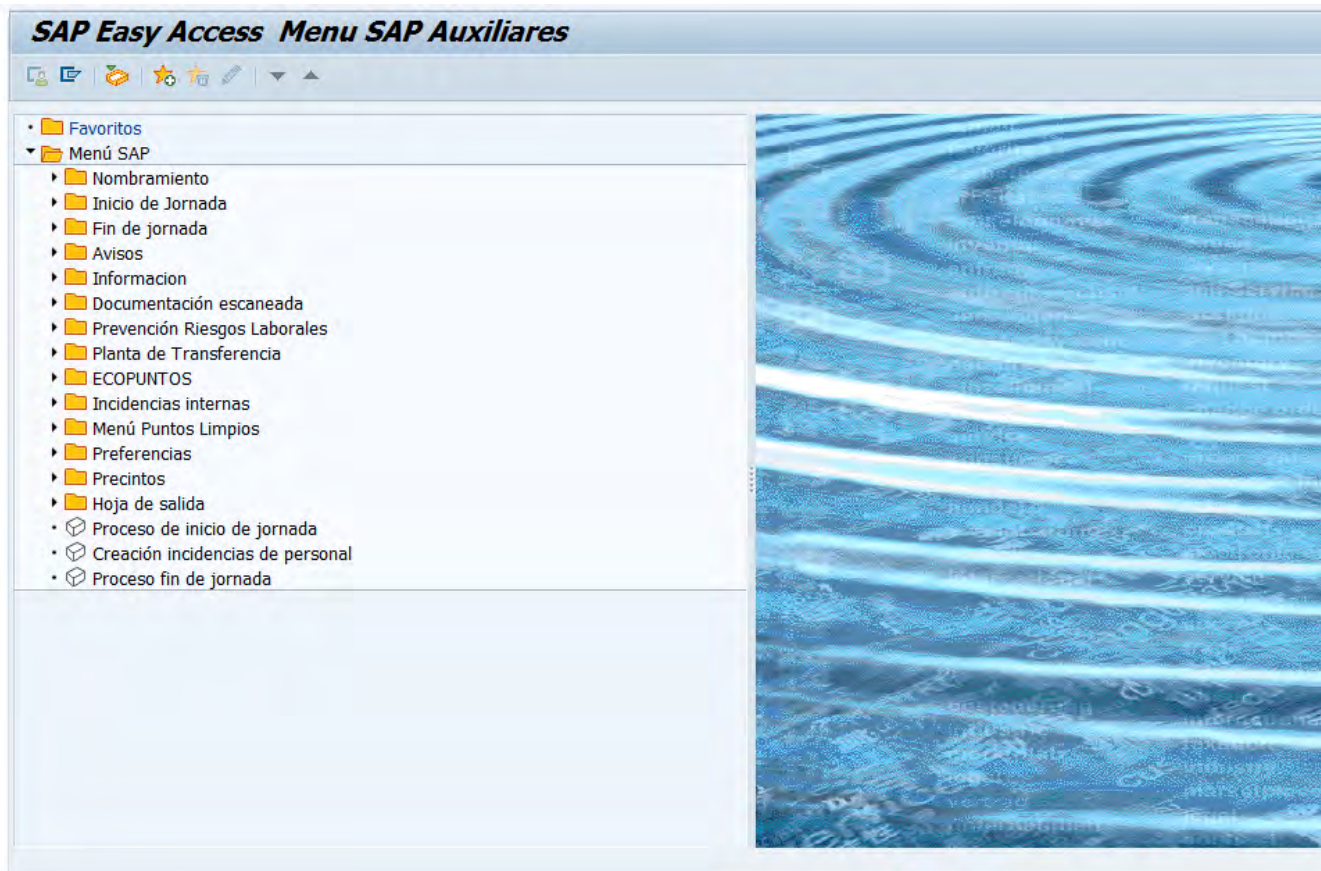 SAP Easy Access Menu SAP Auxiliares
Favoritos
Menú SAP
Nombramiento
Inicio de Jornada
Fin de jornada
Avisos
Informacion
Documentación escaneada
Prevención Riesgos Laborales
Planta de Transferencia
ECOPUNTOS
Incidencias internas
Menú Puntos Limpios
Preferencias
Precintos
Hoja de salida
Proceso de inicio de jornada
Creación incidencias de personal
Proceso fin de jornada